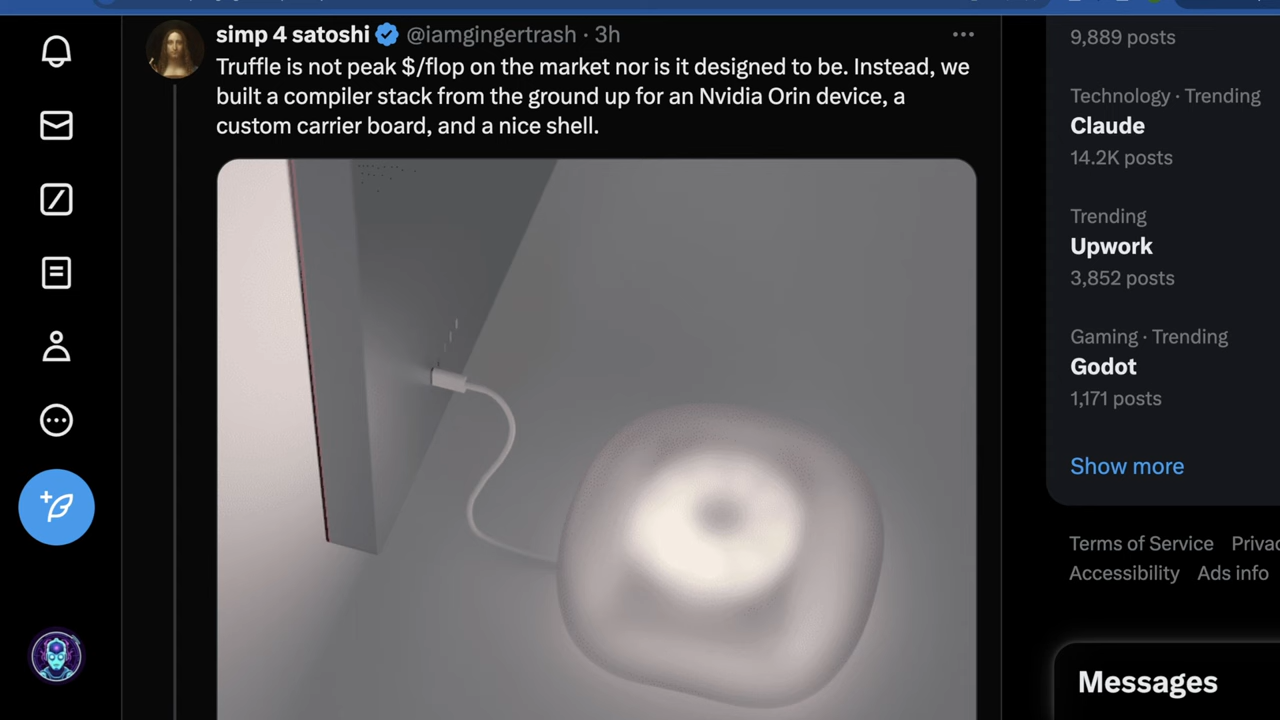 simp 4 satoshi @iamgingertrash · 3h
Truffle is not peak $/flop on the market nor is it designed to be. Instead, we
built a compiler stack from the ground up for an Nvidia Orin device, a
custom carrier board, and a nice shell.
9,889 posts
Technology · Trending
Claude
14.2K posts
Trending
Upwork
3,852 posts
Gaming · Trending
Godot
1,171 posts
Show more
Terms of Service
Accessibility Ads info
Messages